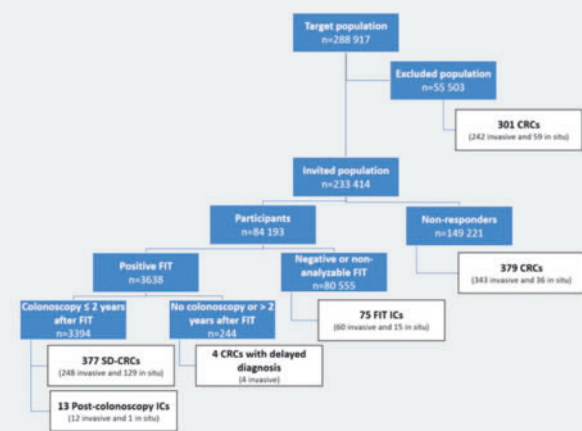 Target population
n=288 917
Excluded population
n=55 503
301 CRCs
(242 invasive and 59 in situ)
Invited population
n=233 414
Participants
n=84 193
Non-responders
n=149 221
Positive FIT
n=3638
Negative or non-
analyzable FIT
n=80 555
379 CRCs
(343 invasive and 36 in situ)
Colonoscopy ≤ 2 years
after FIT
n=3394
No colonoscopy or > 2
years after FIT
n=244
75 FIT ICs
(60 invasive and 15 in situ)
377 SD-CRCs
(248 invasive and 129 in situ)
4 CRCs with delayed
diagnosis
(4 invasive)
13 Post-colonoscopy ICs
(12 invasive and 1 in situ)